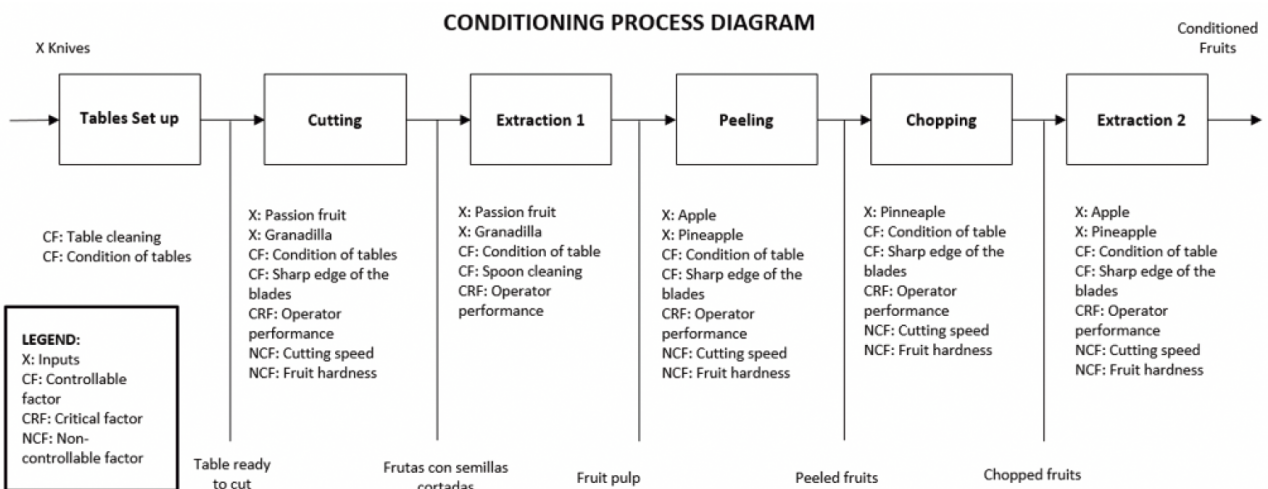 CONDITIONING PROCESS DIAGRAM
X Knives
Conditioned
Fruits
Tables Set up
Cutting
Extraction 1
Peeling
Chopping
Extraction 2
CF: Table cleaning
CF: Condition of tables
X: Passion fruit
X: Granadilla
CF: Condition of tables
CF: Sharp edge of the
blades
CRF: Operator
performance
NCF: Cutting speed
NCF: Fruit hardness
X: Passion fruit
X: Granadilla
CF: Condition of table
CF: Spoon cleaning
CRF: Operator
performance
X: Apple
X: Pineapple
CF: Condition of table
CF: Sharp edge of the
blades
CRF: Operator
performance
NCF: Cutting speed
NCF: Fruit hardness
X: Pinneaple
CF: Condition of table
CF: Sharp edge of the
blades
CRF: Operator
performance
NCF: Cutting speed
NCF: Fruit hardness
X: Apple
X: Pineapple
CF: Condition of table
CF: Sharp edge of the
blades
CRF: Operator
performance
NCF: Cutting speed
NCF: Fruit hardness
LEGEND:
X: Inputs
CF: Controllable
factor
CRF: Critical factor
NCF: Non-
controllable factor
Table ready
to cut
Frutas con semillas
cortadas
Fruit pulp
Peeled fruits
Chopped fruits